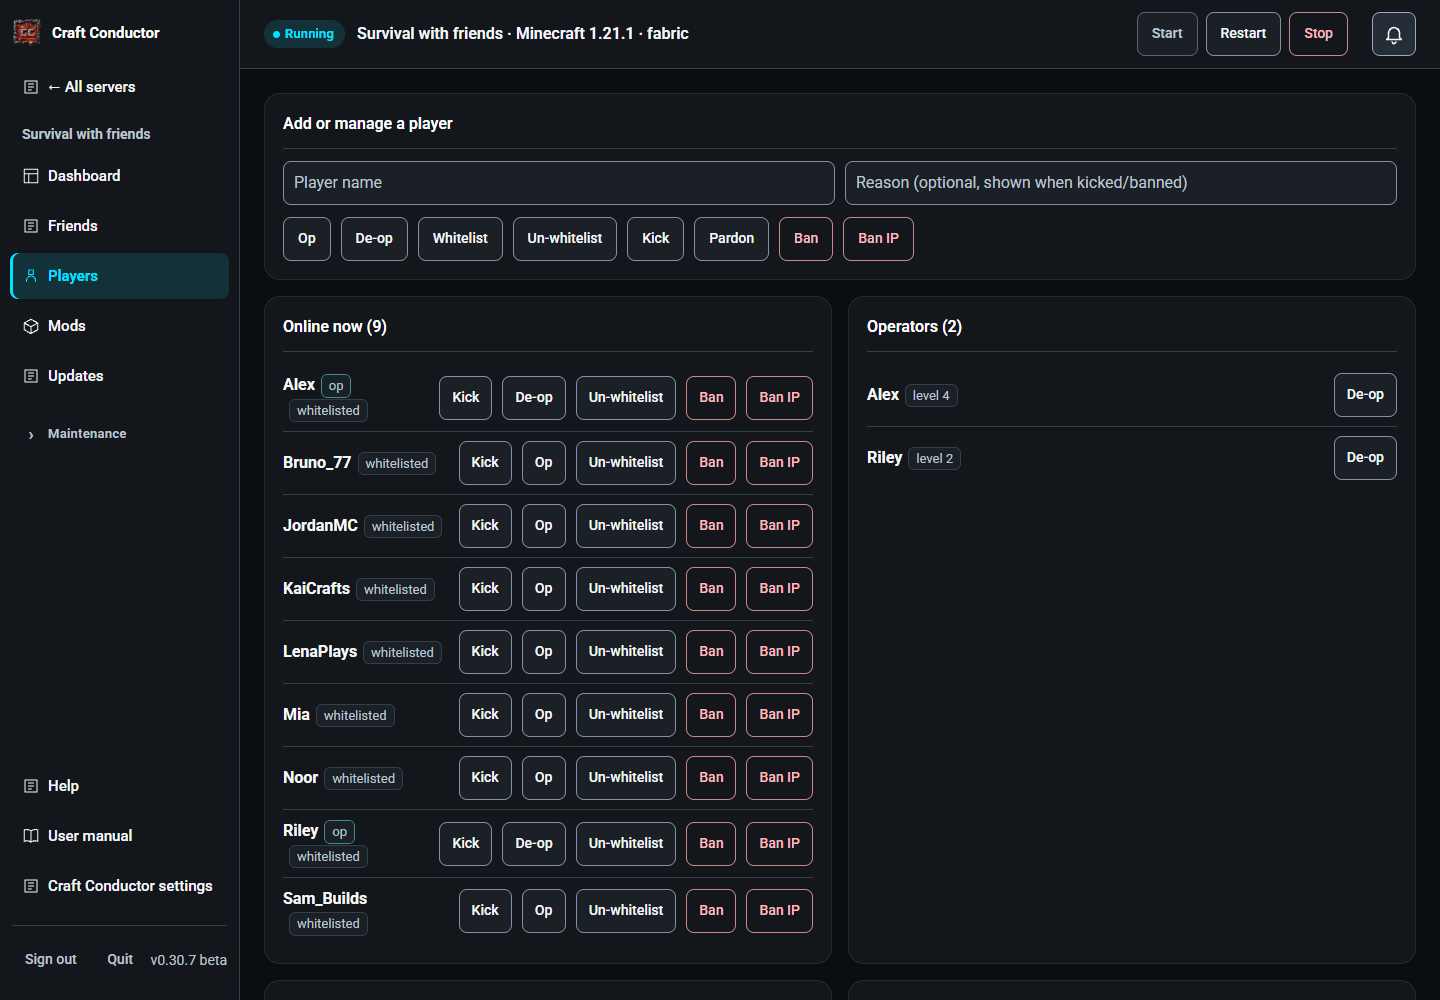 Craft Conductor
← All servers
Survival with friends
Dashboard
Friends
Players
Mods
Updates
› Maintenance
Help
User manual
Craft Conductor settings
Sign out Quit v0.30.7 beta
Running Survival with friends · Minecraft 1.21.1 · fabric Start Restart Stop
Add or manage a player
Player name Reason (optional, shown when kicked/banned)
Op De-op Whitelist Un-whitelist Kick Pardon Ban Ban IP
Online now (9)
Alex op
whitelisted
Kick De-op Un-whitelist Ban Ban IP
Bruno_77 whitelisted Kick Op Un-whitelist Ban Ban IP
JordanMC whitelisted Kick Op Un-whitelist Ban Ban IP
KaiCrafts whitelisted Kick Op Un-whitelist Ban Ban IP
LenaPlays whitelisted Kick Op Un-whitelist Ban Ban IP
Mia whitelisted Kick Op Un-whitelist Ban Ban IP
Noor whitelisted Kick Op Un-whitelist Ban Ban IP
Riley op
whitelisted
Kick De-op Un-whitelist Ban Ban IP
Sam_Builds
whitelisted
Kick Op Un-whitelist Ban Ban IP
Operators (2)
Alex level 4 De-op
Riley level 2 De-op